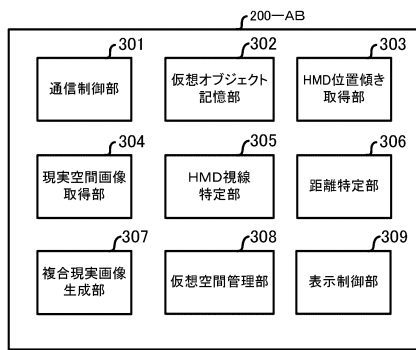 200-AB
301
通信制御部
302
仮想オブジェクト
記憶部
303
HMD位置傾き
取得部
304
現実空間画像
取得部
305
HMD視線
特定部
306
距離特定部
307
複合現実画像
生成部
308
仮想空間管理部
309
表示制御部